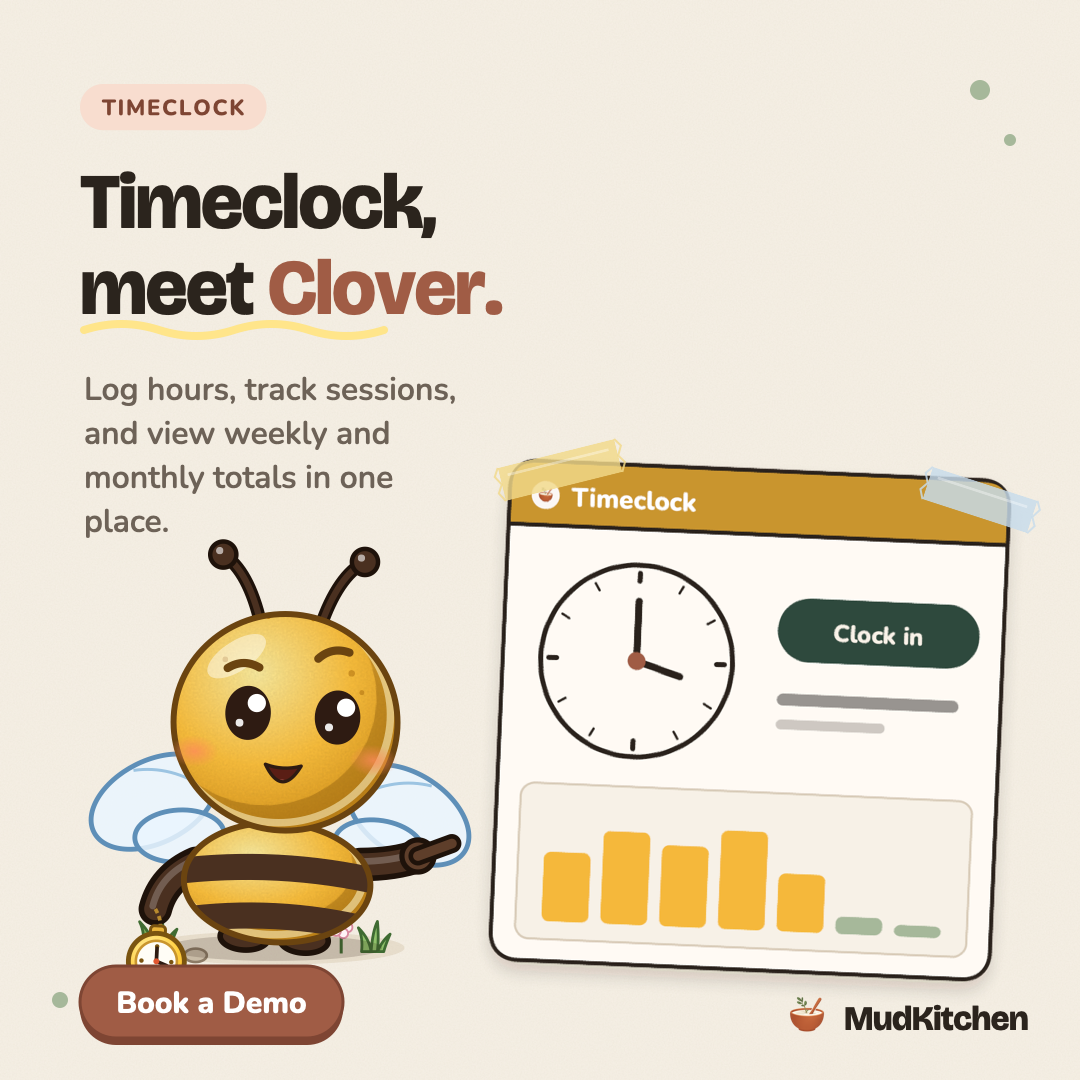 TIMECLOCK
Timeclock,
meet Clover.
Log hours, track sessions,
and view weekly and
monthly totals in one
place.
Timeclock
Clock in
Book a Demo
MudKitchen